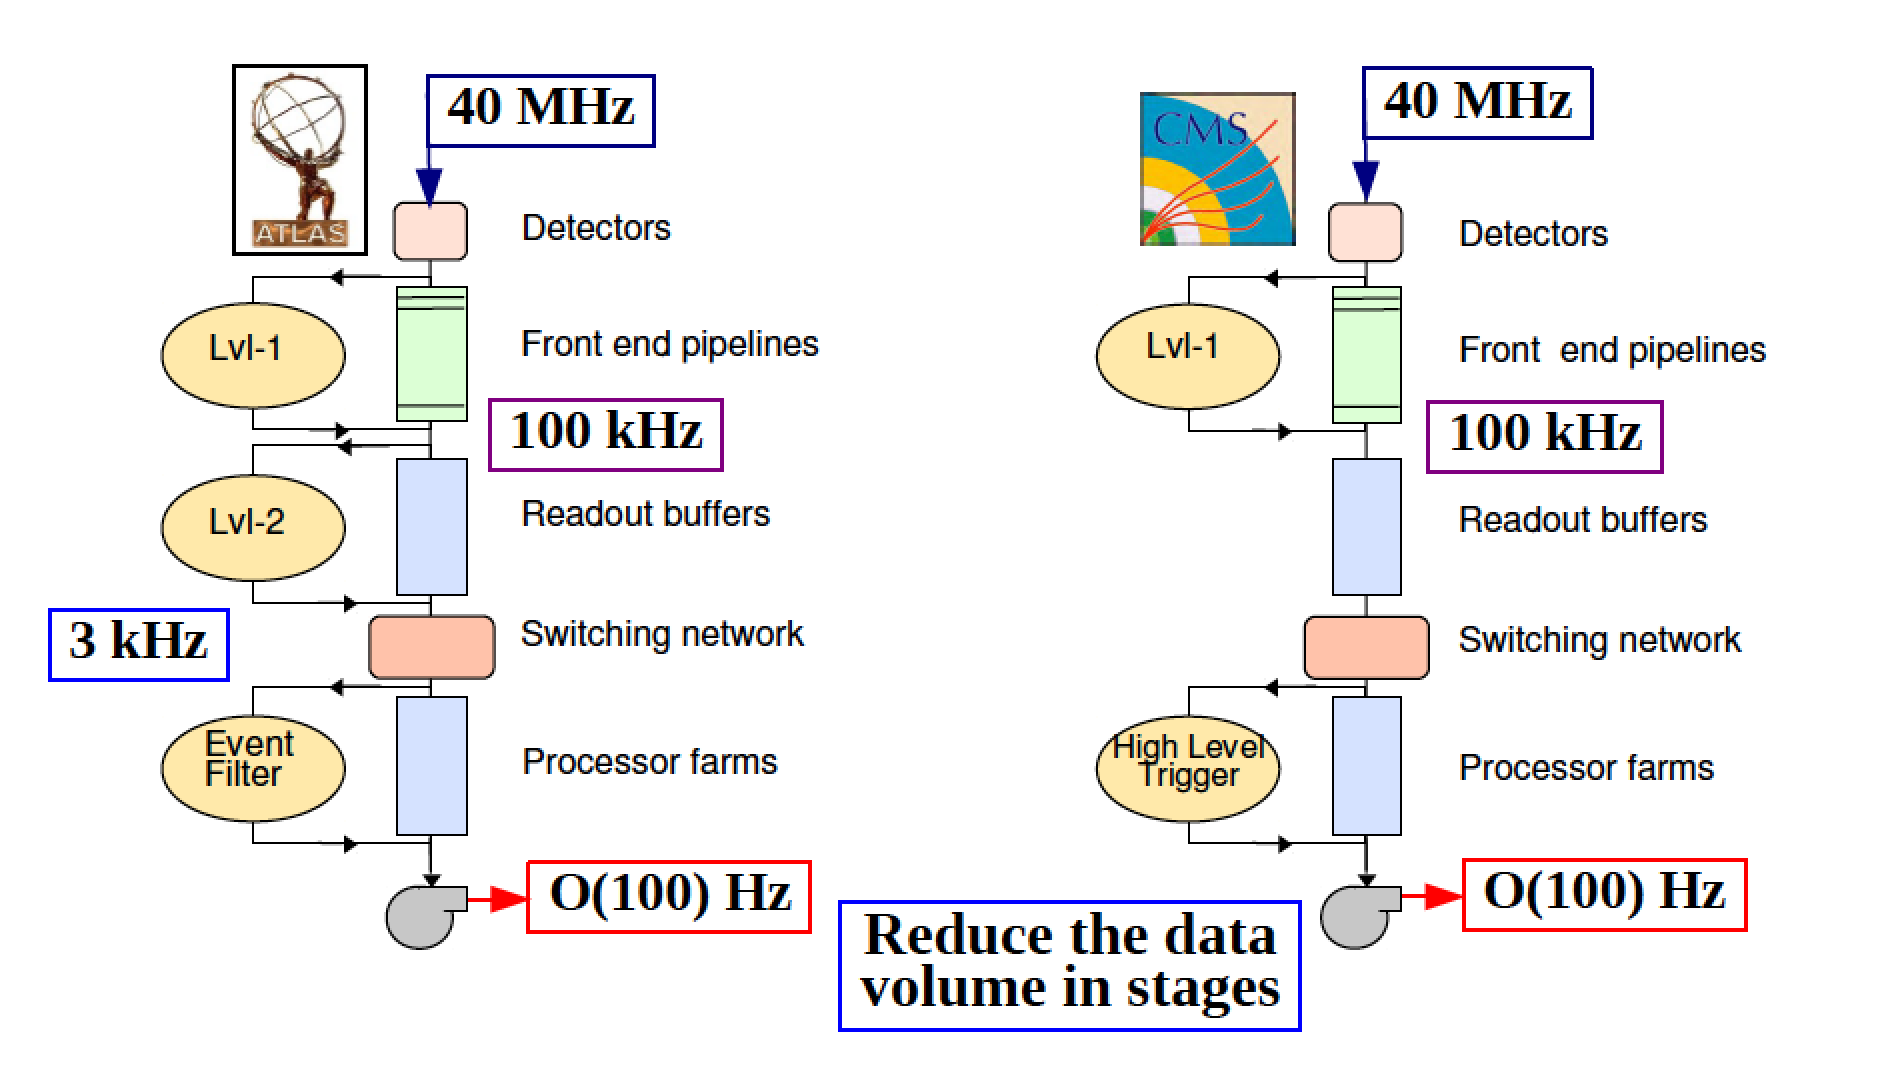 40 MHz
ATLAS
Detectors
Lvl-1
Front end pipelines
100 kHz
Lvl-2
Readout buffers
3 kHz
Switching network
Event
Filter
Processor farms
O(100) Hz
CMS
40 MHz
Detectors
Lvl-1
Front end pipelines
100 kHz
Readout buffers
Switching network
High Level
Trigger
Processor farms
O(100) Hz
Reduce the data
volume in stages